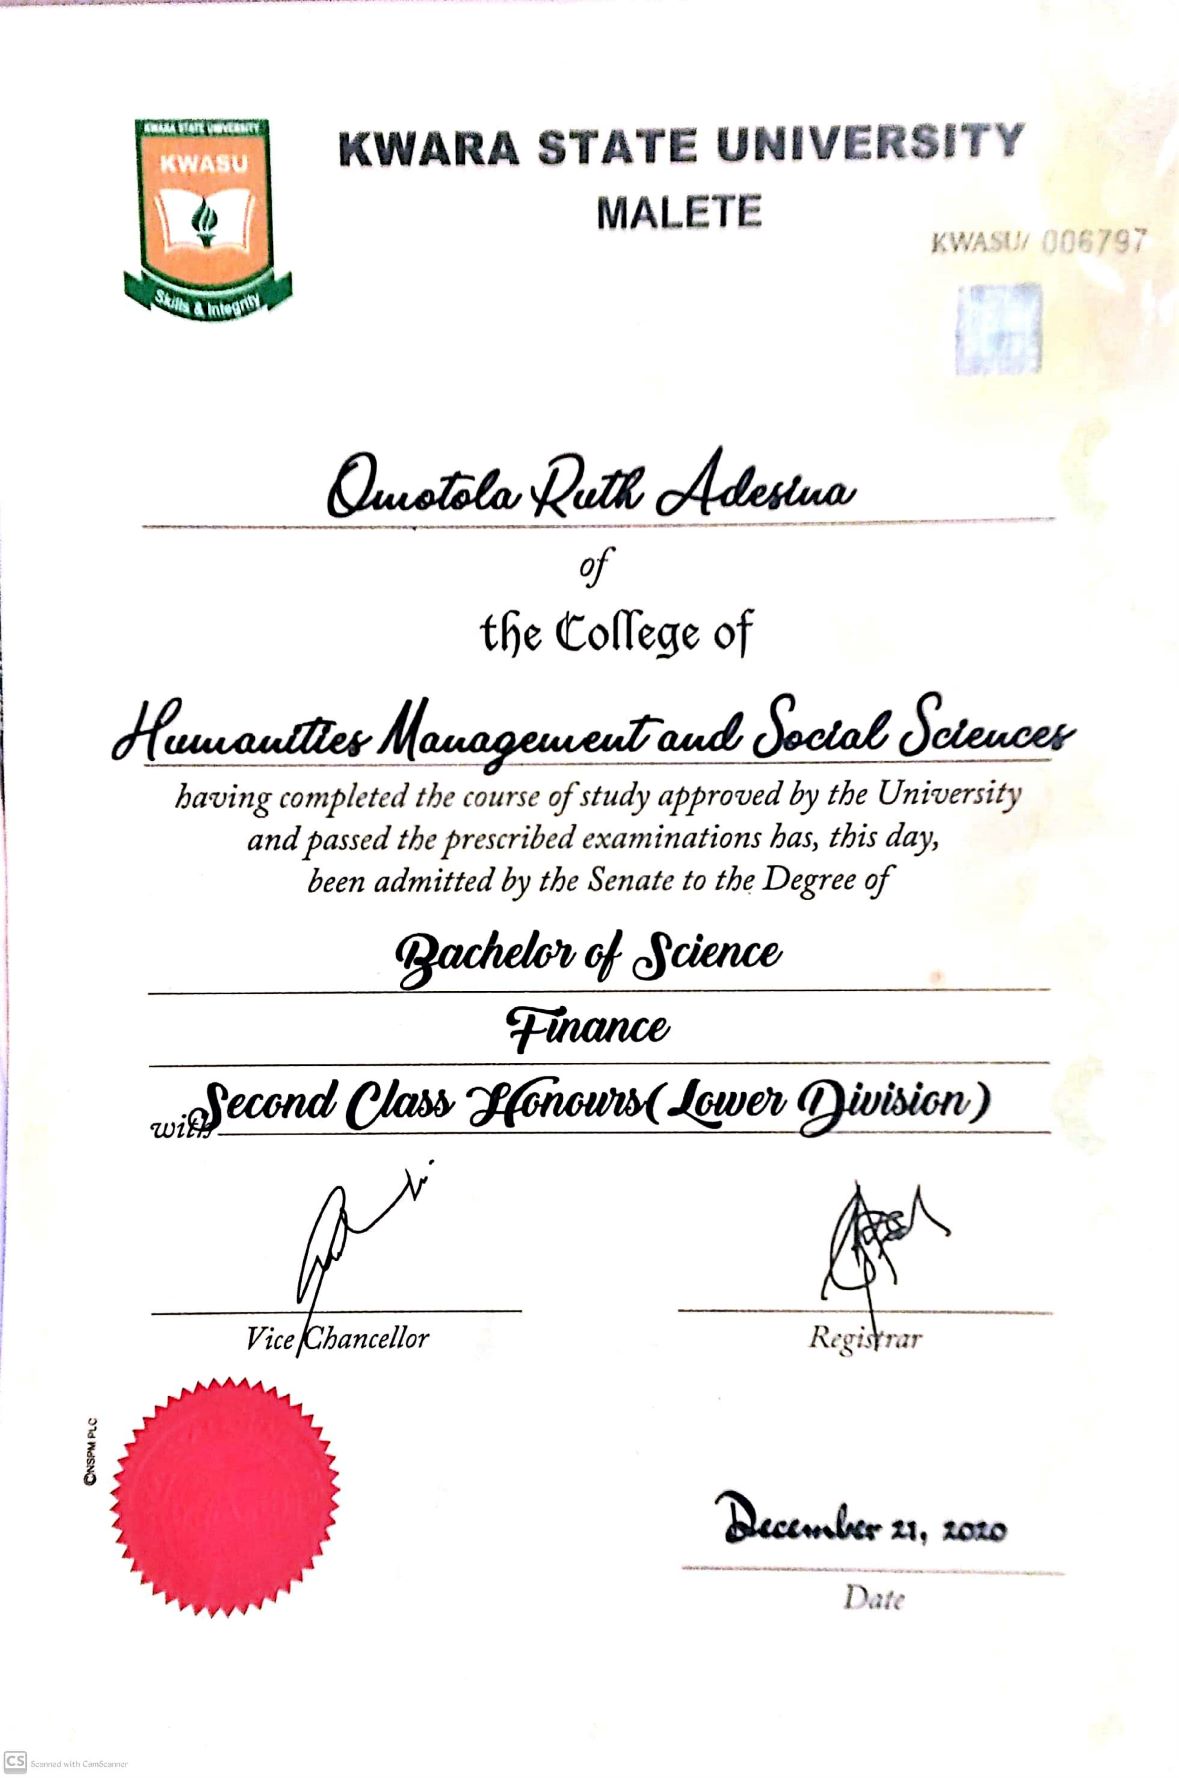 KWARA STATE UNIVERSITY
KWASU
Skills & Integrity
KWARA STATE UNIVERSITY
MALETE
KWASU/ 006797
Omotola Ruth Adesina
of
the College of
Humanities Management and Social Sciences
having completed the course of study approved by the University
and passed the prescribed examinations has, this day,
been admitted by the Senate to the Degree of
Bachelor of Science
Finance
with Second Class Honours(Lower Division)
Vice Chancellor
Registrar
©NSPM PLC
December 21, 2020
Date
CS Scanned with CamScanner